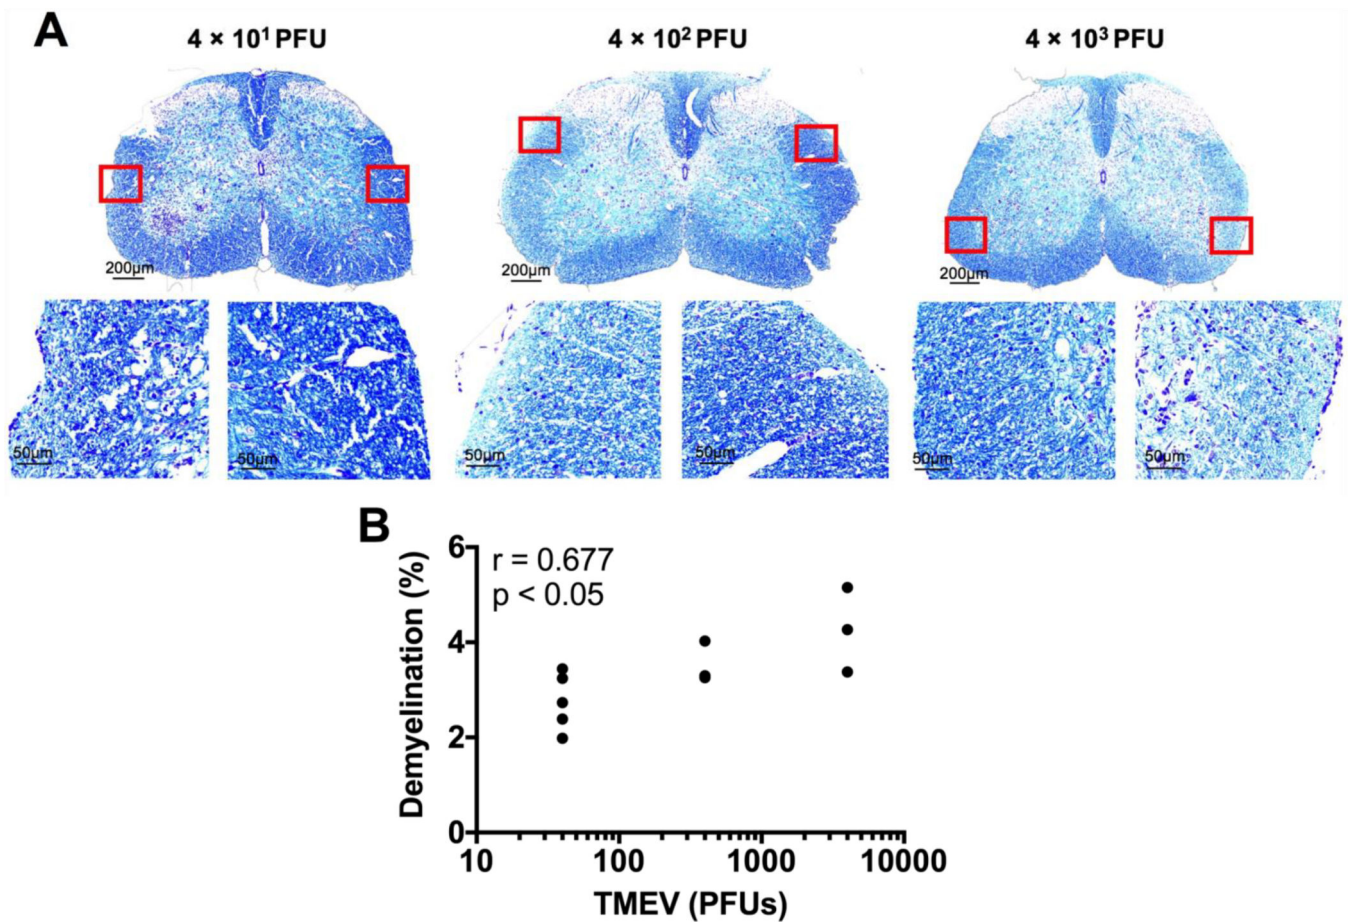 A
4 × 10¹ PFU 4 × 10² PFU 4 × 10³ PFU
200µm 200µm 200µm
50µm 50µm 50µm 50µm 50µm 50µm
B
r = 0.677
p < 0.05
Demyelination (%)
6
4
2
0
10 100 1000 10000
TMEV (PFUs)